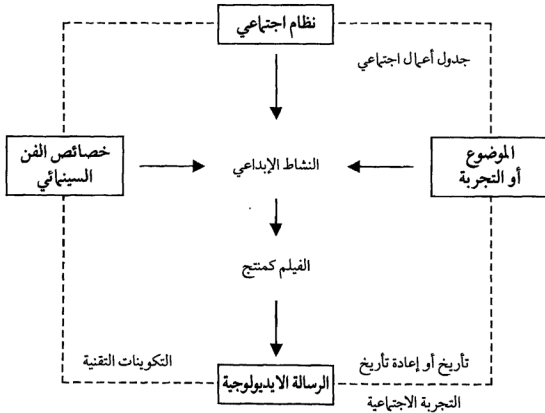 نظام اجتماعي
جدول أعمال اجتماعي
الموضوع
أو التجربة
النشاط الإبداعي
خصائص الفن
السينمائي
الفيلم كمنتج
تأريخ أو إعادة تأريخ
التجربة الاجتماعية
الرسالة الايديولوجية
التكوينات التقنية